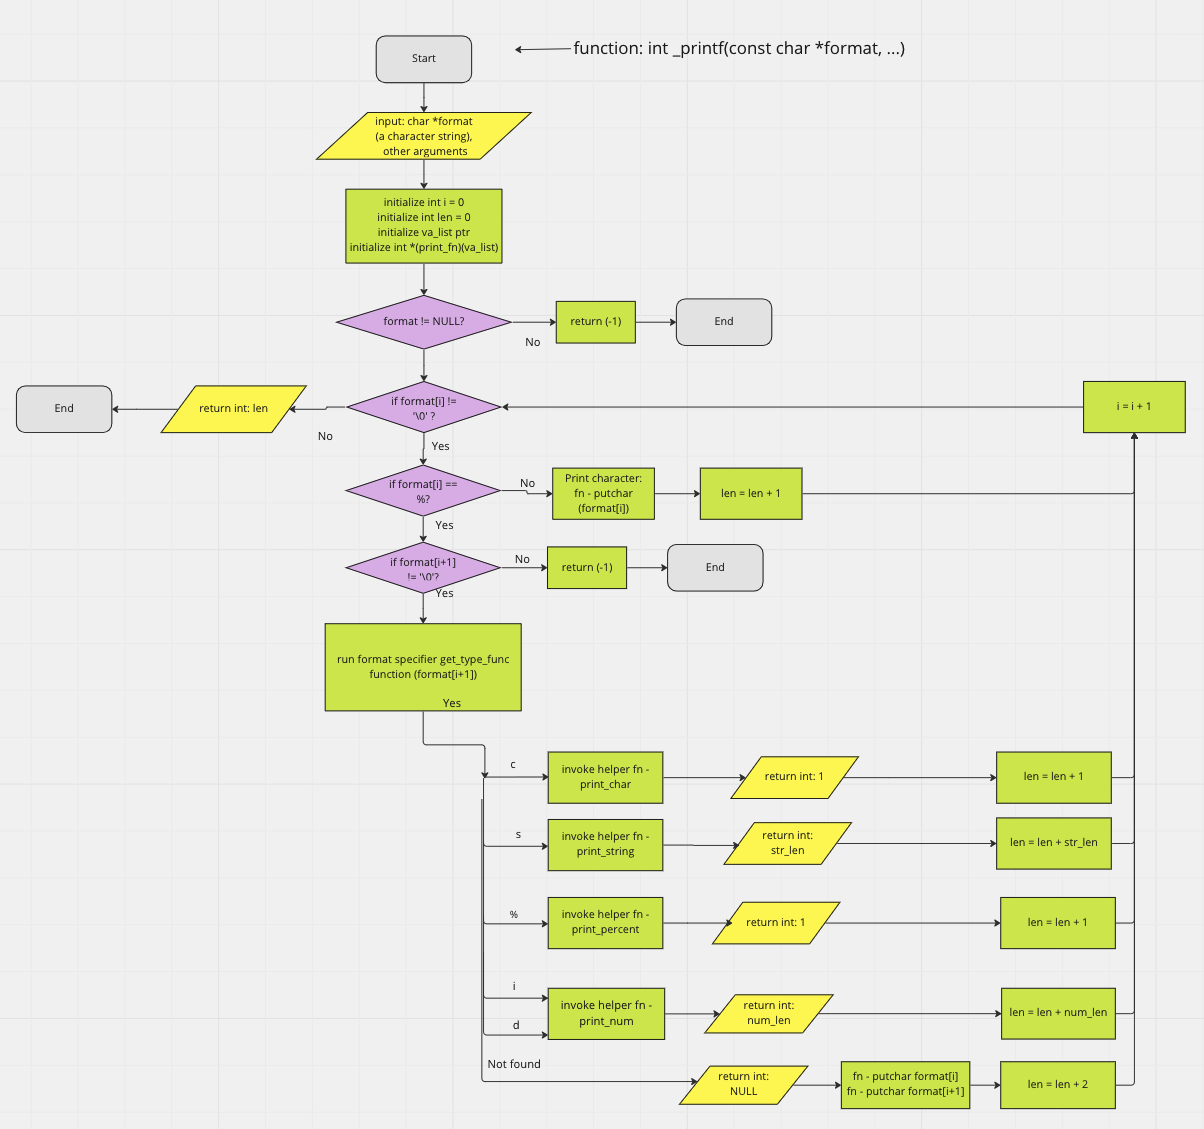 function: int _printf(const char *format, ...)
Start
input: char *format
(a character string),
other arguments
initialize int i = 0
initialize int len = 0
initialize va_list ptr
initialize int *(print_fn)(va_list)
format != NULL?
No
return (-1)
End
End
return int: len
No
if format[i] !=
'\0' ?
i = i + 1
Yes
if format[i] ==
%?
No
Print character:
fn - putchar
(format[i])
len = len + 1
Yes
if format[i+1]
!= '\0'?
No
return (-1)
End
Yes
run format specifier get_type_func
function (format[i+1])
Yes
c
invoke helper fn -
print_char
return int: 1
len = len + 1
s
invoke helper fn -
print_string
return int:
str_len
len = len + str_len
%
invoke helper fn -
print_percent
return int: 1
len = len + 1
i
d
invoke helper fn -
print_num
return int:
num_len
len = len + num_len
Not found
return int:
NULL
fn - putchar format[i]
fn - putchar format[i+1]
len = len + 2